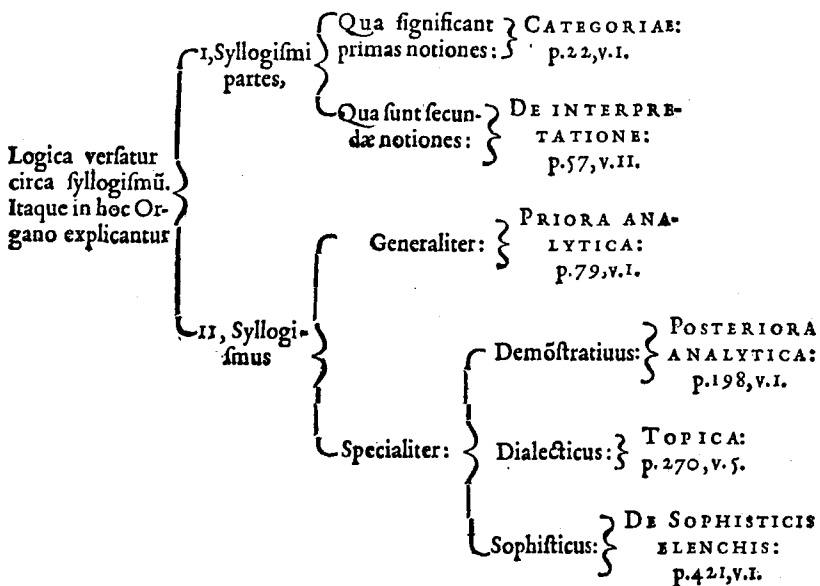 Logica verſatur
circa ſyllogiſmũ.
Itaque in hoc Or-
gano explicantur
I, Syllogiſmi
partes,
Qua ſignificant
primas notiones:
CATEGORIAE:
p.22, v.I.
Qua ſunt ſecun-
dæ notiones:
DE INTERPRE-
TATIONE:
p.57, v.II.
II, Syllogi-
ſmus
Generaliter:
PRIORA ANA-
LYTICA:
p.79, v.I.
Specialiter:
Demõſtratiuus:
POSTERIORA
ANALYTICA:
p.198, v.I.
Dialecticus:
TOPICA:
p.270, v.5.
Sophiſticus:
DE SOPHISTICIS
ELENCHIS:
p.421, v.I.